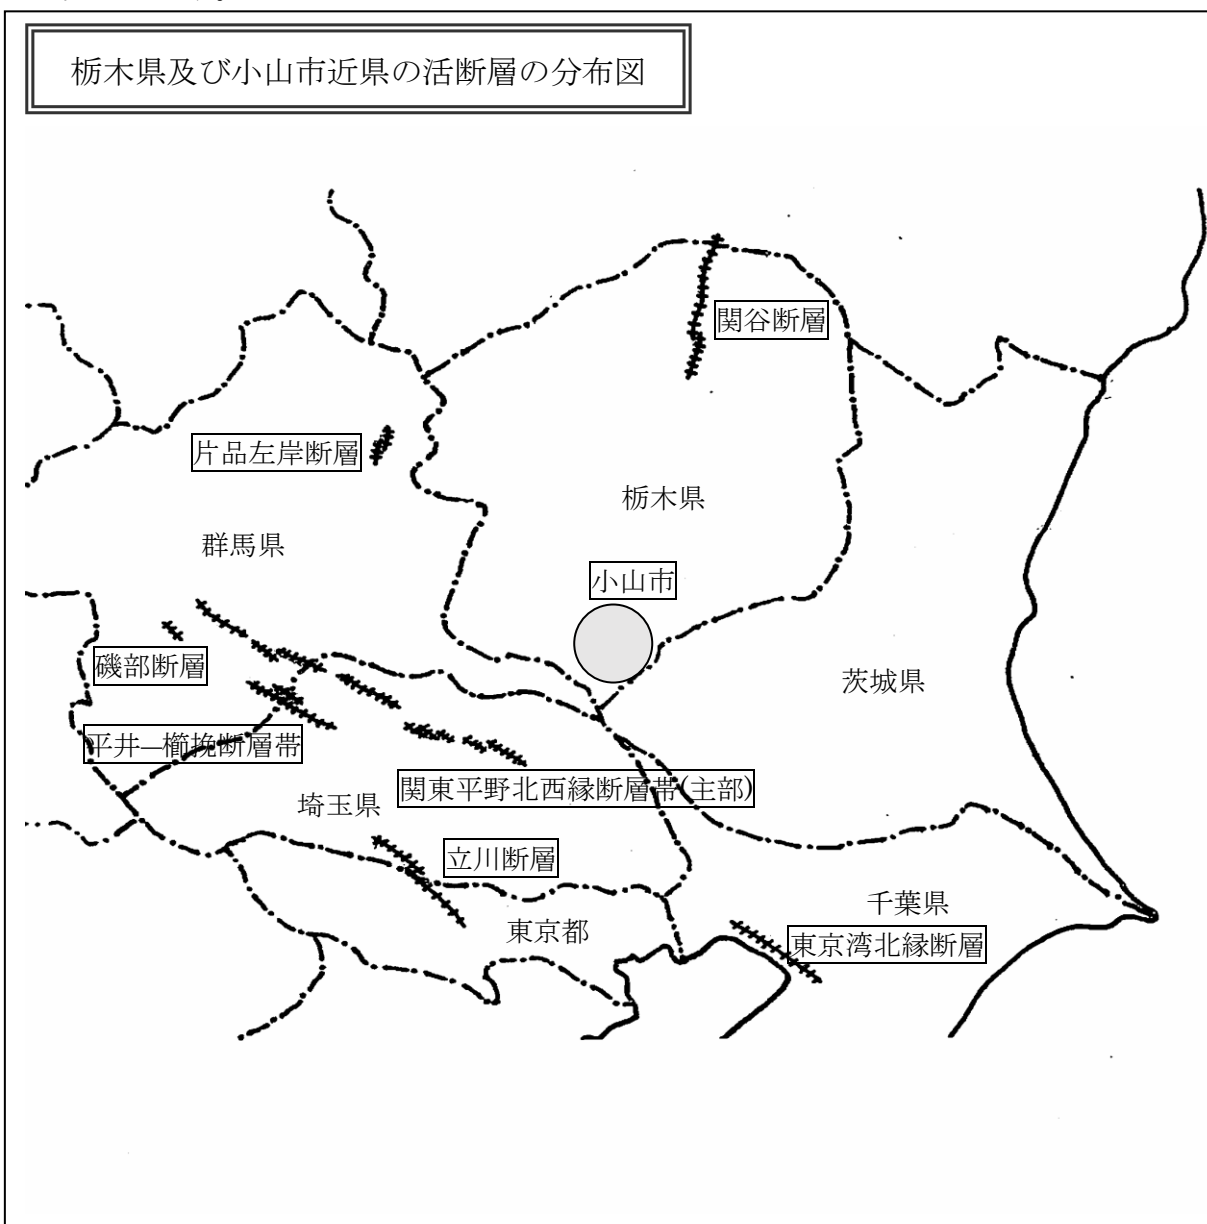 栃木県及び小山市近県の活断層の分布図
関谷断層
片品左岸断層
栃木県
群馬県
小山市
磯部断層
茨城県
平井―櫛挽断層帯
関東平野北西縁断層帯(主部)
埼玉県
立川断層
千葉県
東京都
東京湾北縁断層